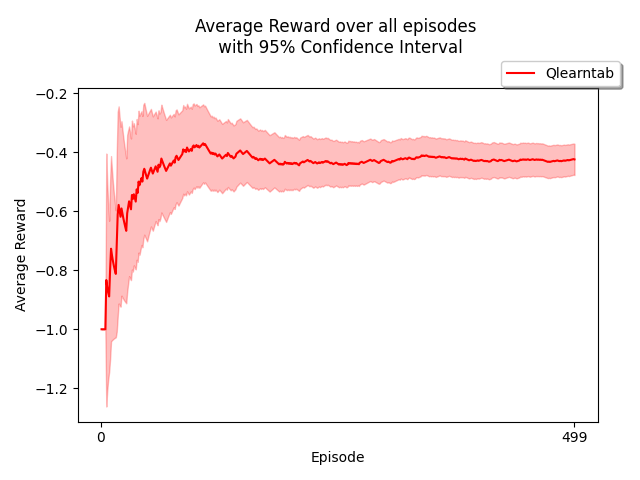 Average Reward over all episodes
with 95% Confidence Interval
Qlearntab
−0.2
−0.4
−0.6
−0.8
−1.0
−1.2
Average Reward
0
499
Episode